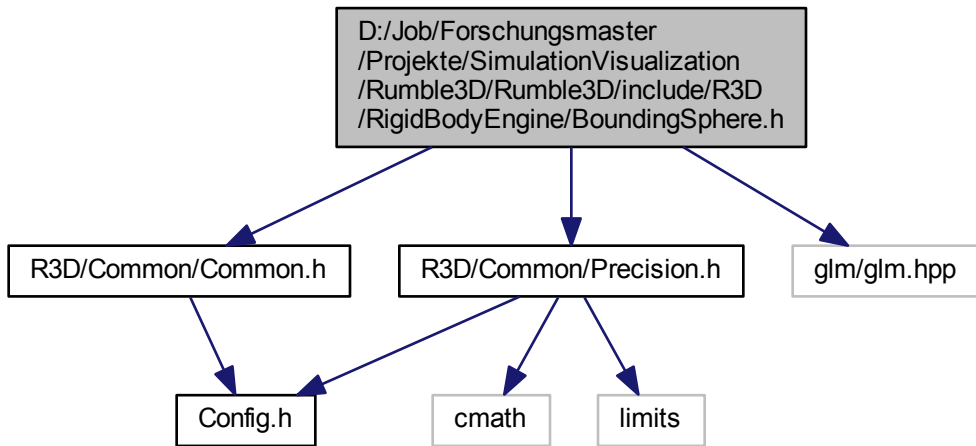 D:/Job/Forschungsmaster
/Projekte/SimulationVisualization
/Rumble3D/Rumble3D/include/R3D
/RigidBodyEngine/BoundingSphere.h
R3D/Common/Common.h
R3D/Common/Precision.h
glm/glm.hpp
Config.h
cmath
limits